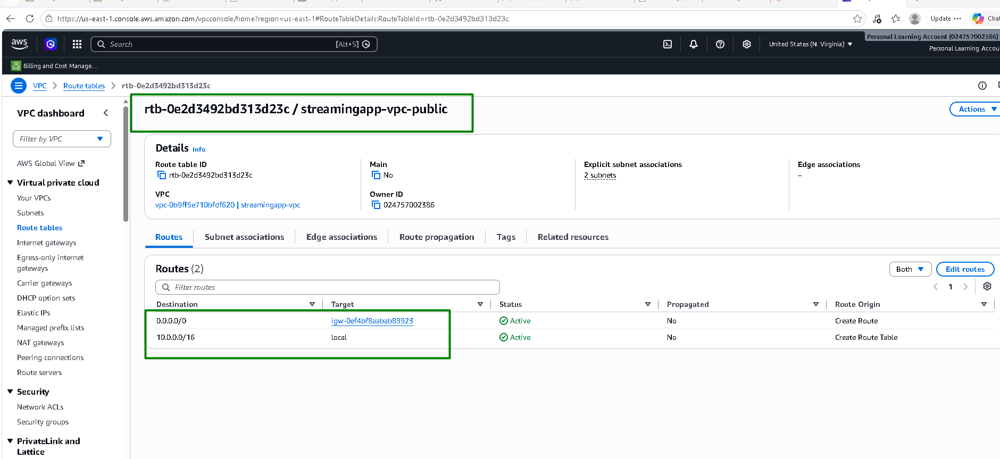 https://us-east-1.console.aws.amazon.com/vpcconsole/home?region=us-east-1#RouteTableDetails:RouteTableId=rtb-0e2d3492bd313d23c
Update
aws
Search
[Alt+S]
United States (N. Virginia)
Personal Learning Account (024757002386)
Personal Learning Accou
Billing and Cost Manage...
VPC
Route tables
rtb-0e2d3492bd313d23c
VPC dashboard
Filter by VPC
AWS Global View
Virtual private cloud
Your VPCs
Subnets
Route tables
Internet gateways
Egress-only internet
gateways
Carrier gateways
DHCP option sets
Elastic IPs
Managed prefix lists
NAT gateways
Peering connections
Route servers
Security
Network ACLs
Security groups
PrivateLink and
Lattice
rtb-0e2d3492bd313d23c / streamingapp-vpc-public
Actions
Details Info
Route table ID
rtb-0e2d3492bd313d23c
Main
No
Explicit subnet associations
2 subnets
Edge associations
–
VPC
vpc-0b9ff5e710bfdf620 | streamingapp-vpc
Owner ID
024757002386
Routes
Subnet associations
Edge associations
Route propagation
Tags
Related resources
Routes (2)
Both
Edit routes
Filter routes
1
Destination Target Status Propagated Route Origin
0.0.0.0/0 igw-0ef4bf8aabab89923 Active No Create Route
10.0.0.0/16 local Active No Create Route Table